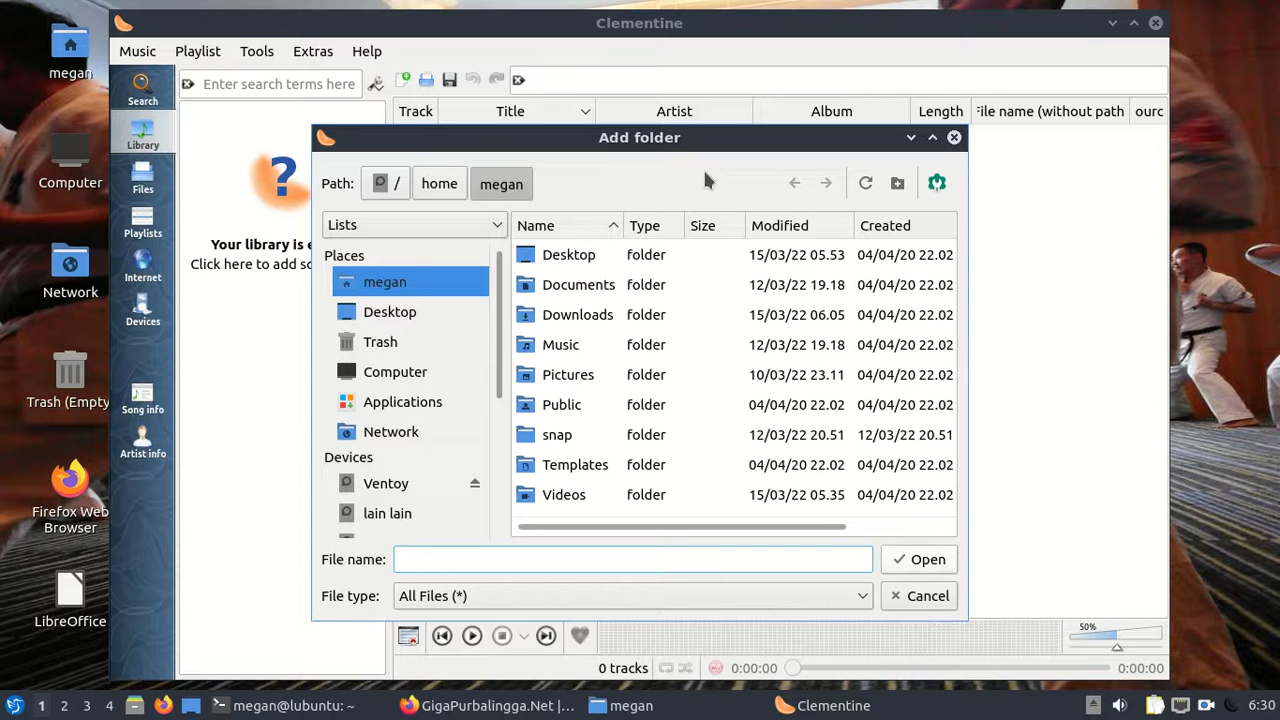 Clementine
Music Playlist Tools Extras Help
Enter search terms here
Track Title Artist Album Length ile name (without path ourc
Search
Library
Files
Playlists
Internet
Devices
Song info
Artist info
Your library is e
Click here to add so
Add folder
Path: / home megan
Lists
Places
megan
Desktop
Trash
Computer
Applications
Network
Devices
Ventoy
lain lain
Name Type Size Modified Created
Desktop folder 15/03/22 05.53 04/04/20 22.02
Documents folder 12/03/22 19.18 04/04/20 22.02
Downloads folder 15/03/22 06.05 04/04/20 22.02
Music folder 12/03/22 19.18 04/04/20 22.02
Pictures folder 10/03/22 23.11 04/04/20 22.02
Public folder 04/04/20 22.02 04/04/20 22.02
snap folder 12/03/22 20.51 12/03/22 20.51
Templates folder 04/04/20 22.02 04/04/20 22.02
Videos folder 15/03/22 05.35 04/04/20 22.02
File name: Open
File type: All Files (*) Cancel
50%
0 tracks 0:00:00 0:00:00
megan
Computer
Network
Trash (Empty
Firefox Web
Browser
LibreOffice
1 2 3 4 megan@lubuntu: ~ GigaPurbalingga.Net |... megan Clementine 6:30